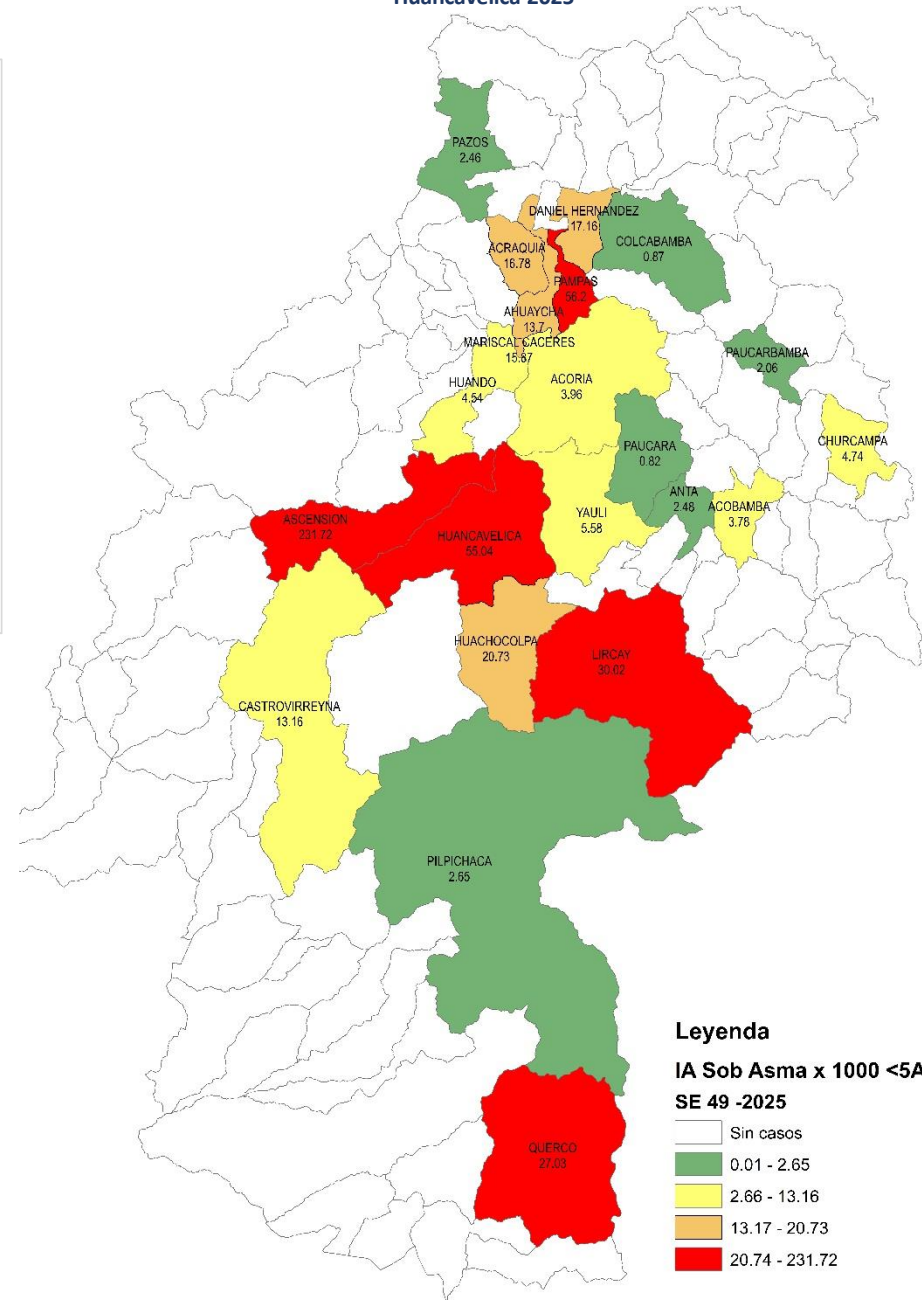 Huancavelica 2025
PAZOS
2.46
DANIEL HERNANDEZ
17.16
COLCABAMBA
0.87
ACRAQUIA
16.78
PAMPAS
56.2
AHUAYCHA
13.7
MARISCAL CACERES
15.87
PAUCARBAMBA
2.06
HUANDO
4.54
ACORIA
3.96
CHURCAMPA
4.74
PAUCARA
0.82
ANTA
2.48
ACOBAMBA
3.78
YAULI
5.58
ASCENSION
231.72
HUANCAVELICA
55.04
HUACHOCOLPA
20.73
LIRCAY
30.02
CASTROVIRREYNA
13.16
PILPICHACA
2.65
QUERCO
27.03
Leyenda
IA Sob Asma x 1000 <5A
SE 49 -2025
Sin casos
0.01 - 2.65
2.66 - 13.16
13.17 - 20.73
20.74 - 231.72